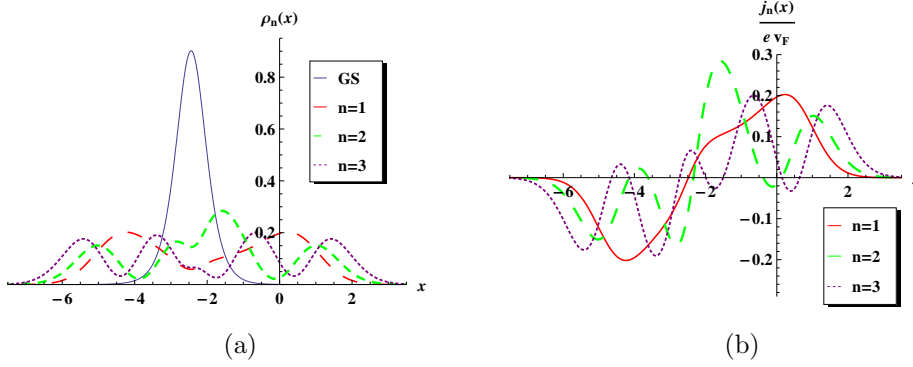 ρₙ(x)
0.8
0.6
0.4
0.2
GS
n=1
n=2
n=3
−6
−4
−2
0
2
x
(a)
jₙ(x)
e v_F
0.3
0.2
0.1
−0.1
−0.2
−6
−4
−2
2
n=1
n=2
n=3
(b)